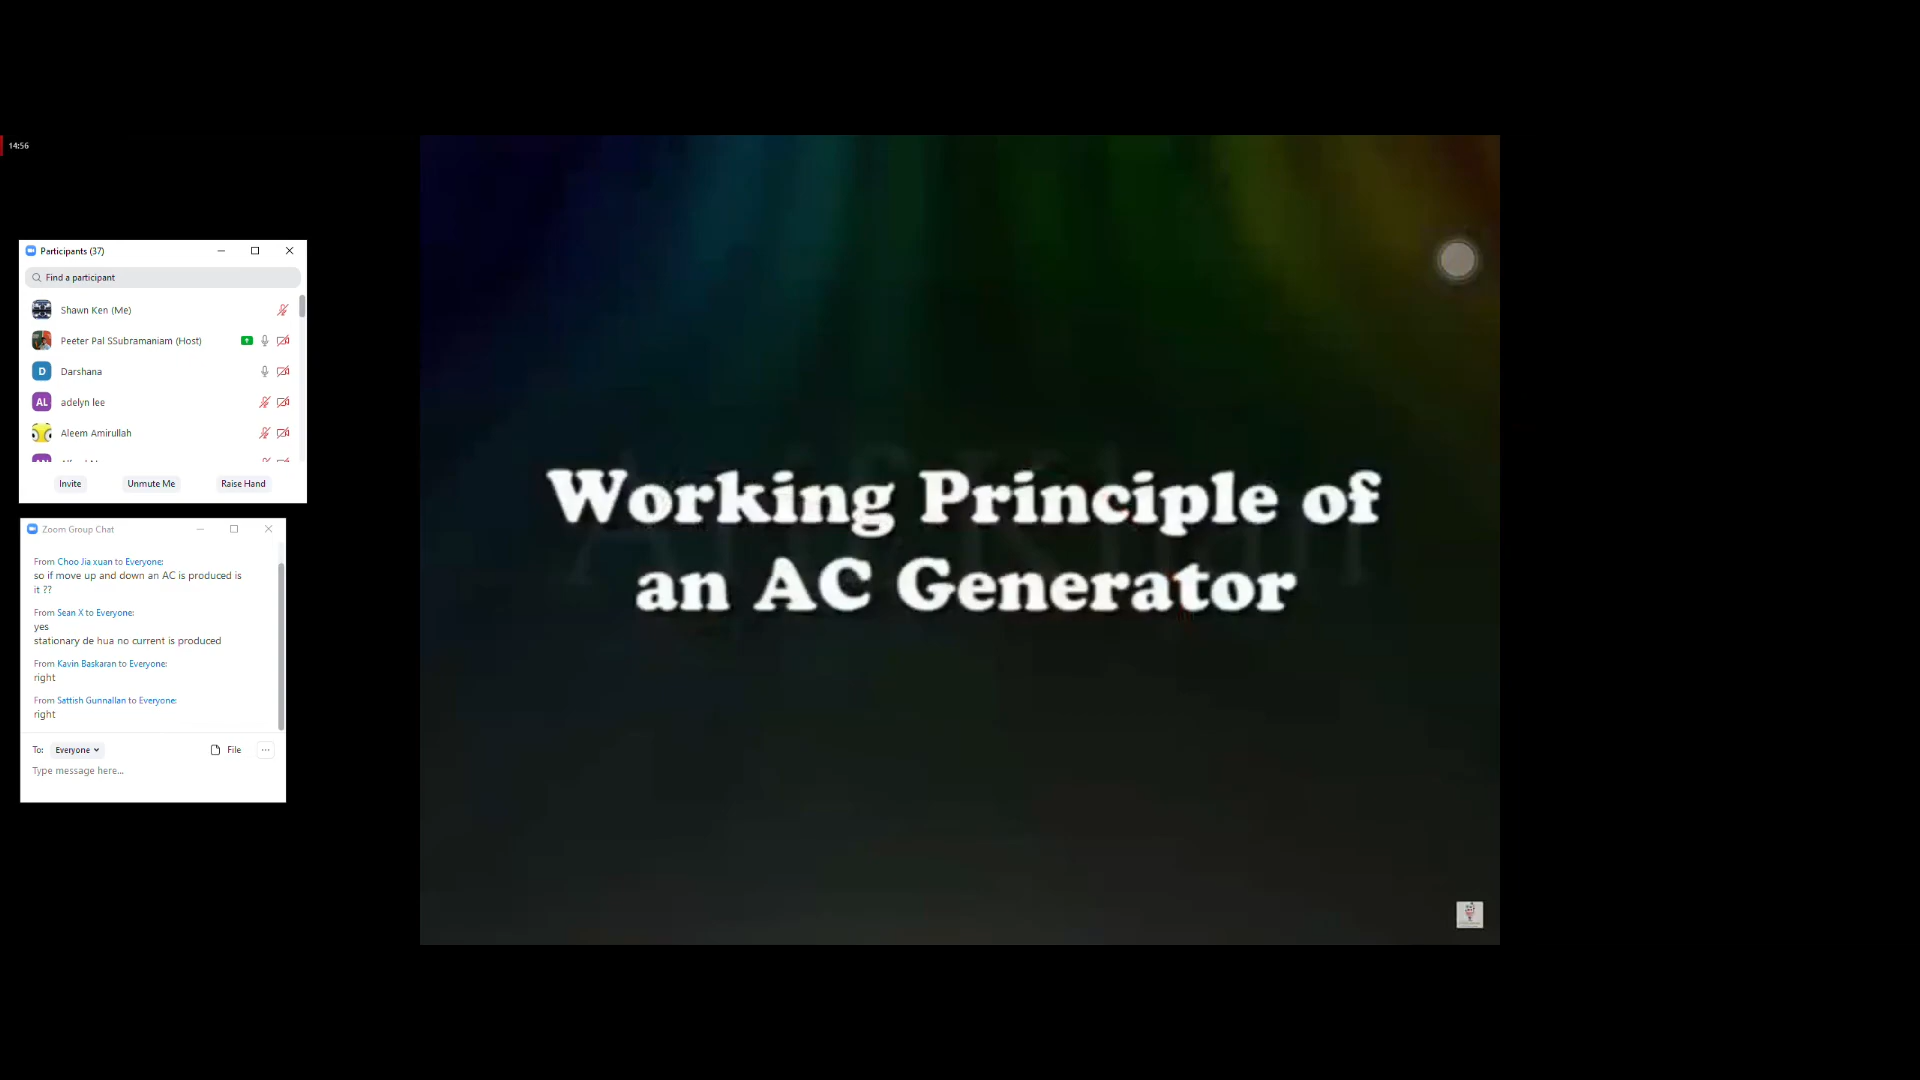 14:56
Participants (37)
Find a participant
Shawn Ken (Me)
Peeter Pal SSubramaniam (Host)
D Darshana
AL adelyn lee
Aleem Amirullah
Invite Unmute Me Raise Hand
Zoom Group Chat
From Choo Jia xuan to Everyone:
so if move up and down an AC is produced is
it ??
From Sean X to Everyone:
yes
stationary de hua no current is produced
From Kavin Baskaran to Everyone:
right
From Sattish Gunnallan to Everyone:
right
To: Everyone File ...
Type message here...
Working Principle of
an AC Generator